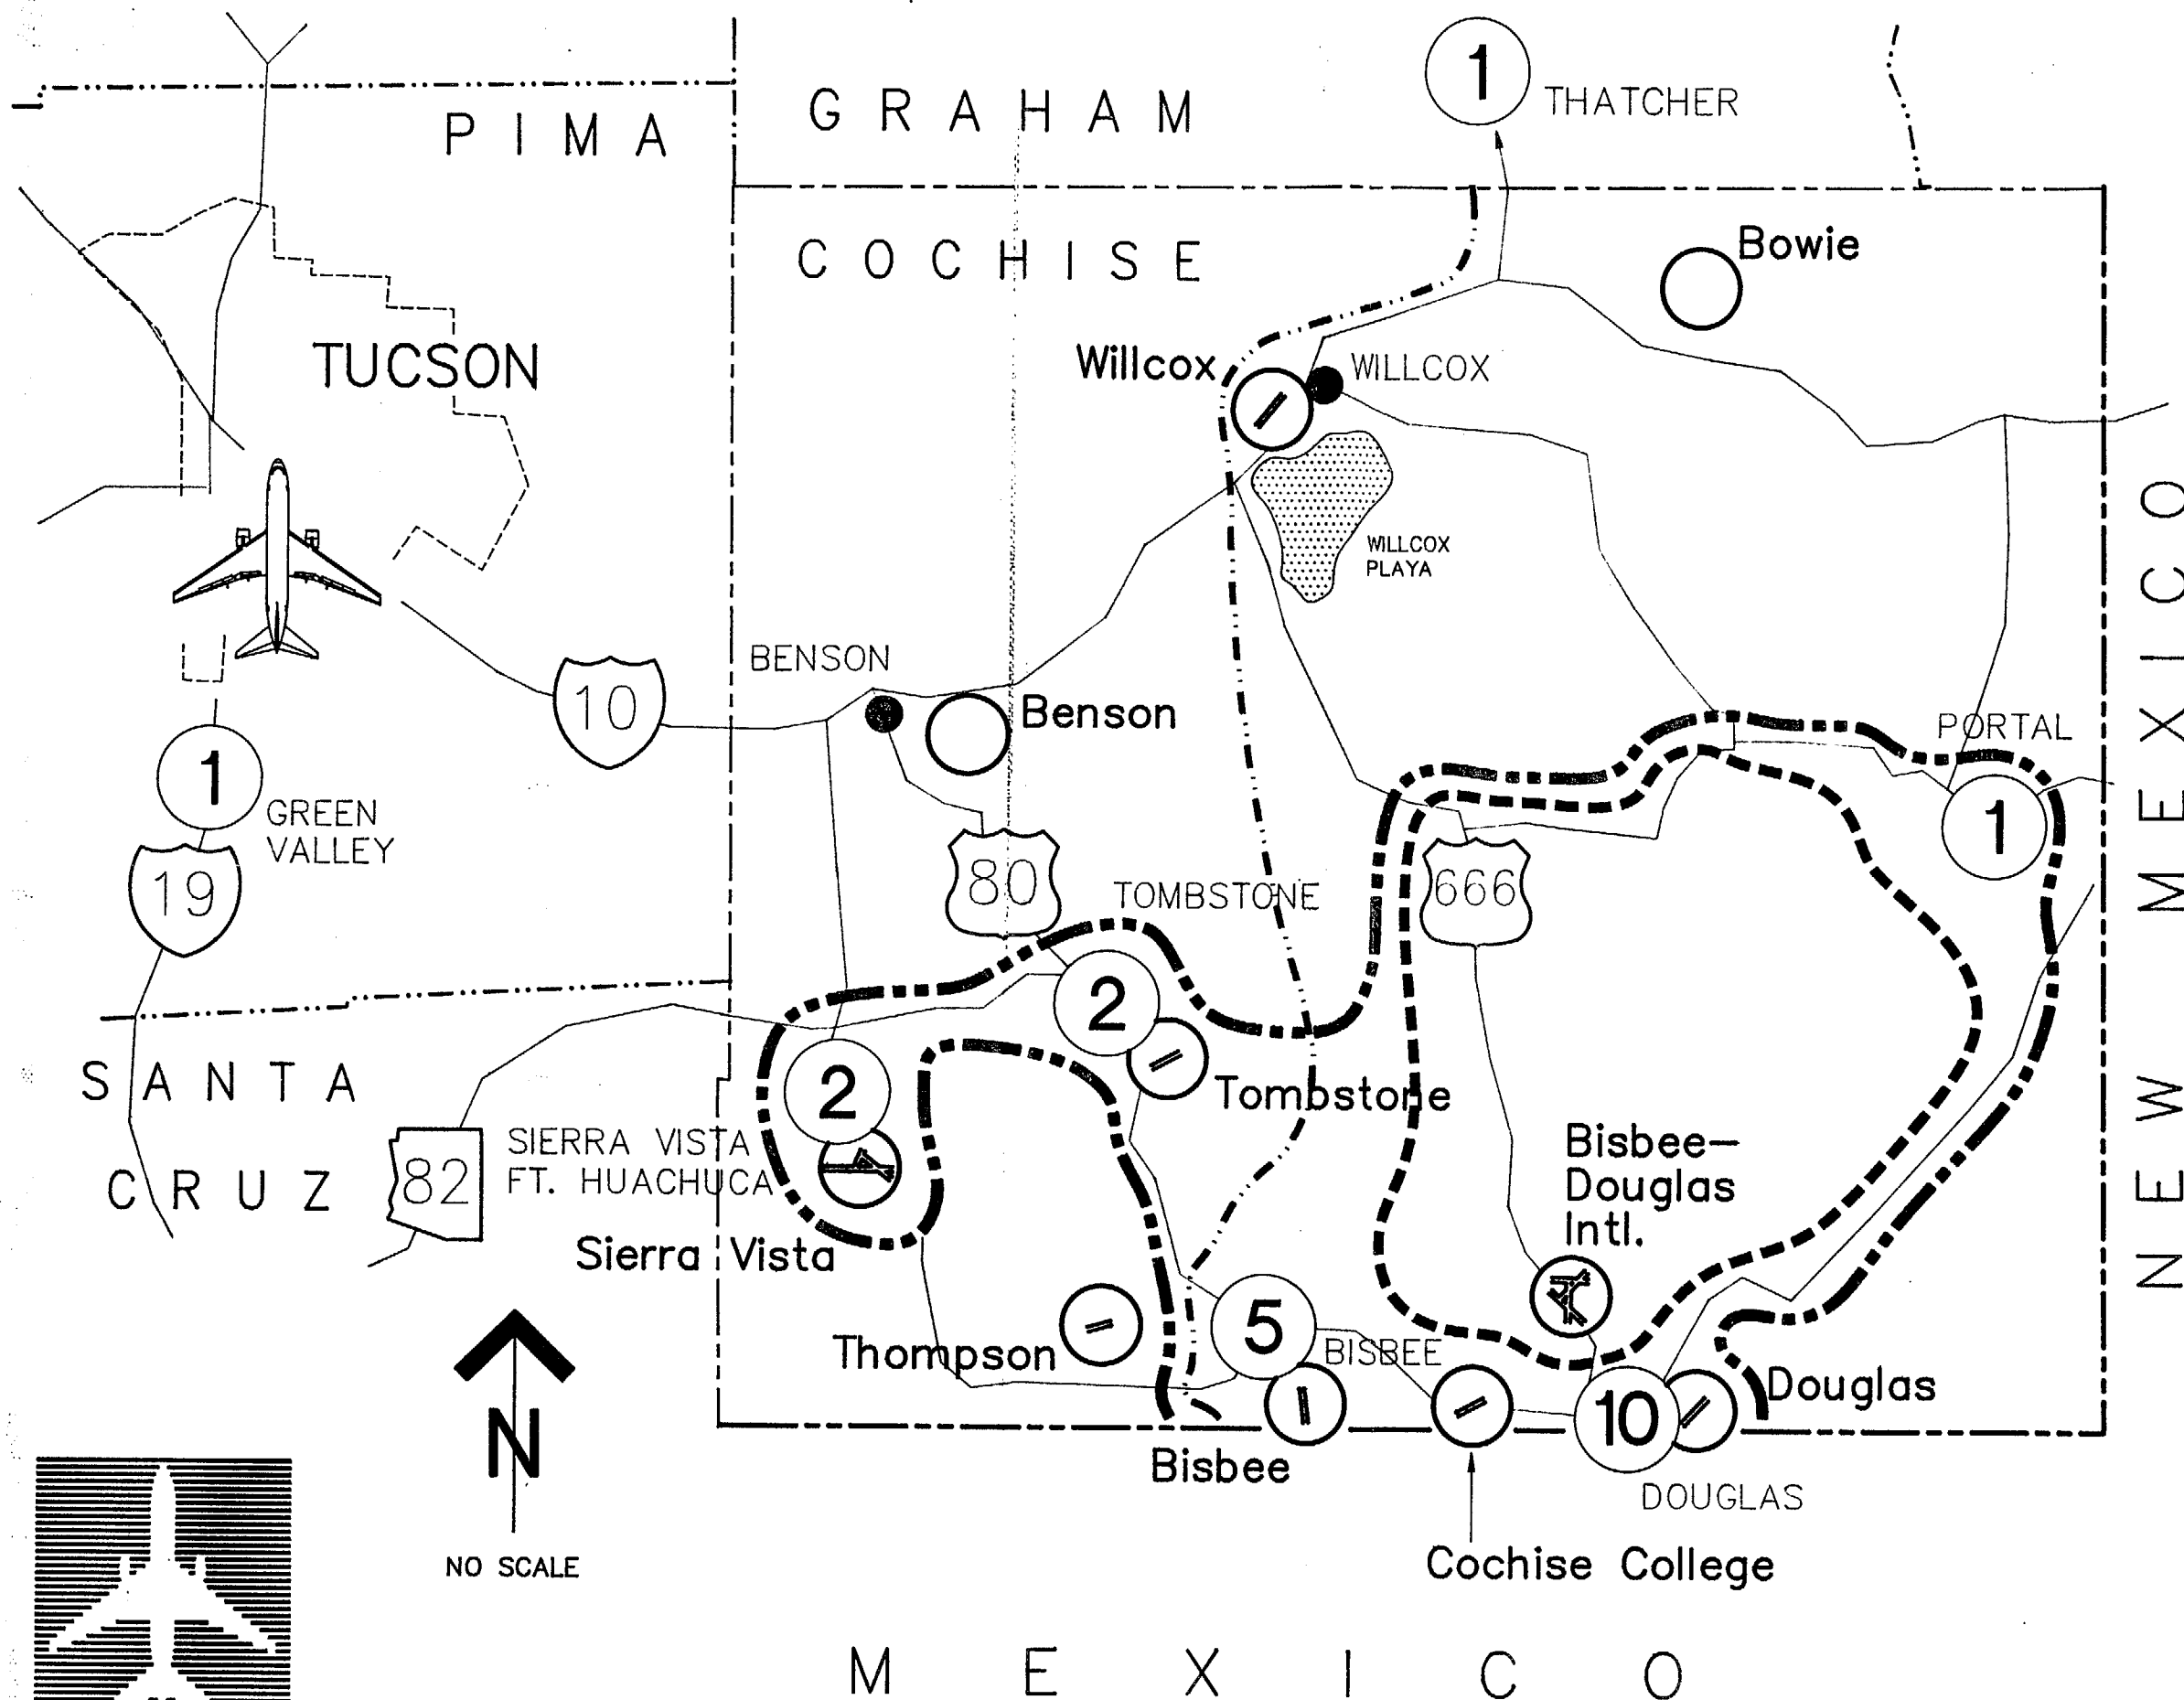 1
THATCHER
GRAHAM
PIMA
COCHISE
Bowie
TUCSON
Willcox
WILLCOX
WILLCOX
PLAYA
NEW MEXICO
BENSON
Benson
10
PORTAL
1
1
GREEN
VALLEY
19
80
TOMBSTONE
666
2
Tombstone
SANTA
CRUZ
2
82
SIERRA VISTA
FT. HUACHUCA
Sierra Vista
Bisbee–
Douglas
Intl.
Thompson
5
BISBEE
Bisbee
10
Douglas
DOUGLAS
Cochise College
N
NO SCALE
MEXICO